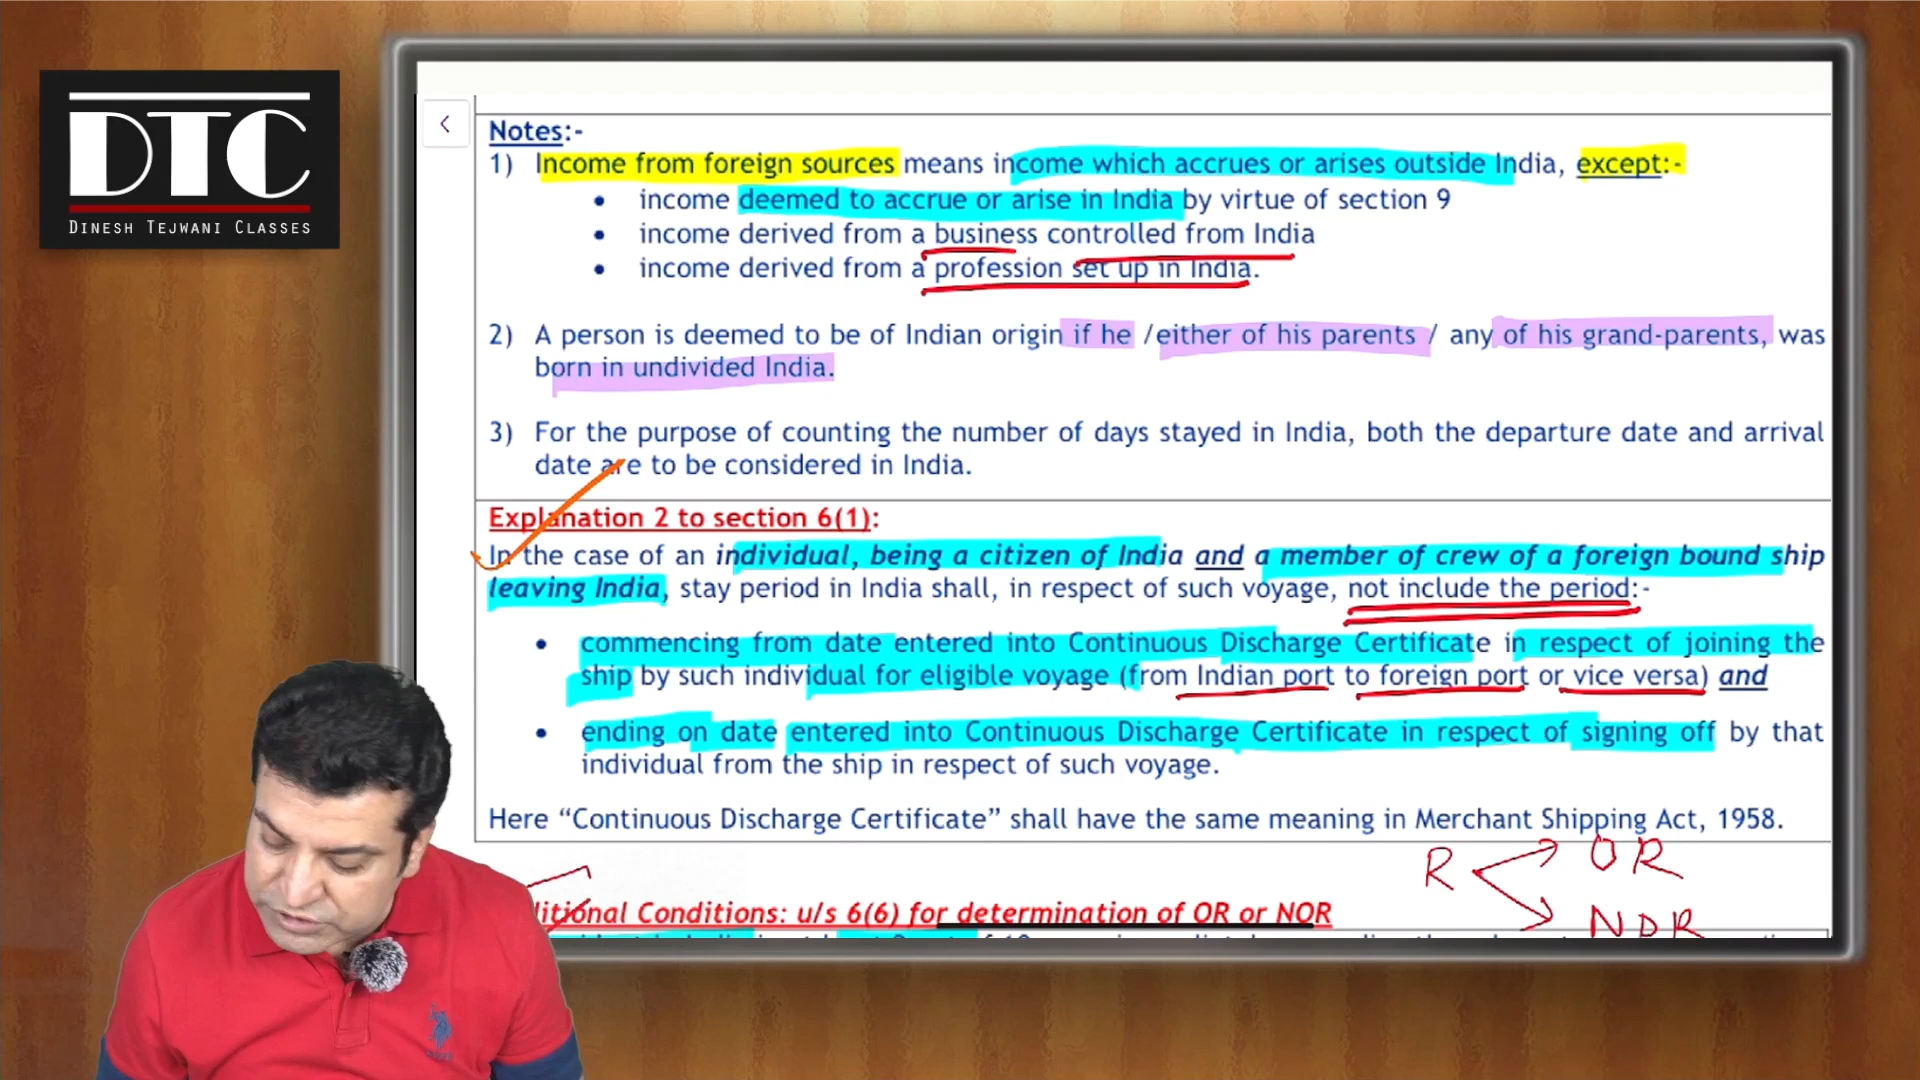 DTC
DINESH TEJWANI CLASSES
Notes:-
1) Income from foreign sources means income which accrues or arises outside India, except:-
• income deemed to accrue or arise in India by virtue of section 9
• income derived from a business controlled from India
• income derived from a profession set up in India.
2) A person is deemed to be of Indian origin if he /either of his parents / any of his grand-parents, was
born in undivided India.
3) For the purpose of counting the number of days stayed in India, both the departure date and arrival
date are to be considered in India.
Explanation 2 to section 6(1):
In the case of an individual, being a citizen of India and a member of crew of a foreign bound ship
leaving India, stay period in India shall, in respect of such voyage, not include the period:-
• commencing from date entered into Continuous Discharge Certificate in respect of joining the
ship by such individual for eligible voyage (from Indian port to foreign port or vice versa) and
• ending on date entered into Continuous Discharge Certificate in respect of signing off by that
individual from the ship in respect of such voyage.
Here “Continuous Discharge Certificate” shall have the same meaning in Merchant Shipping Act, 1958.
R OR
NOR
Conditions: u/s 6(6) for determination of OR or NOR